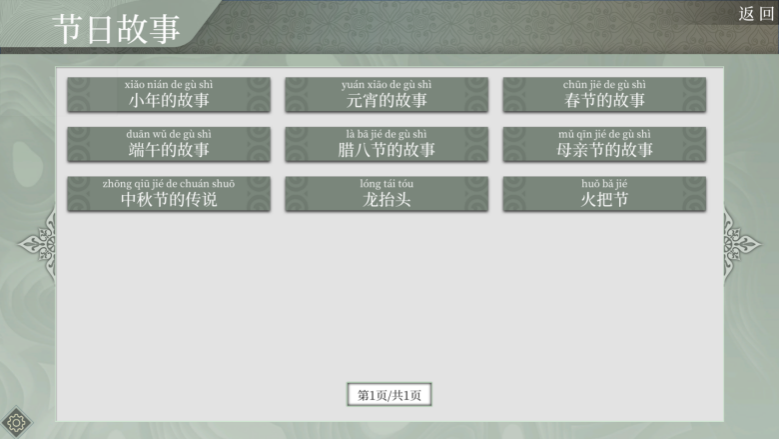 节日故事
返回
xiǎo nián de gù shì
小年的故事
yuán xiāo de gù shì
元宵的故事
chūn jié de gù shì
春节的故事
duān wǔ de gù shì
端午的故事
là bā jié de gù shì
腊八节的故事
mǔ qīn jié de gù shì
母亲节的故事
zhōng qiū jié de chuán shuō
中秋节的传说
lóng tái tóu
龙抬头
huǒ bǎ jié
火把节
第1页/共1页